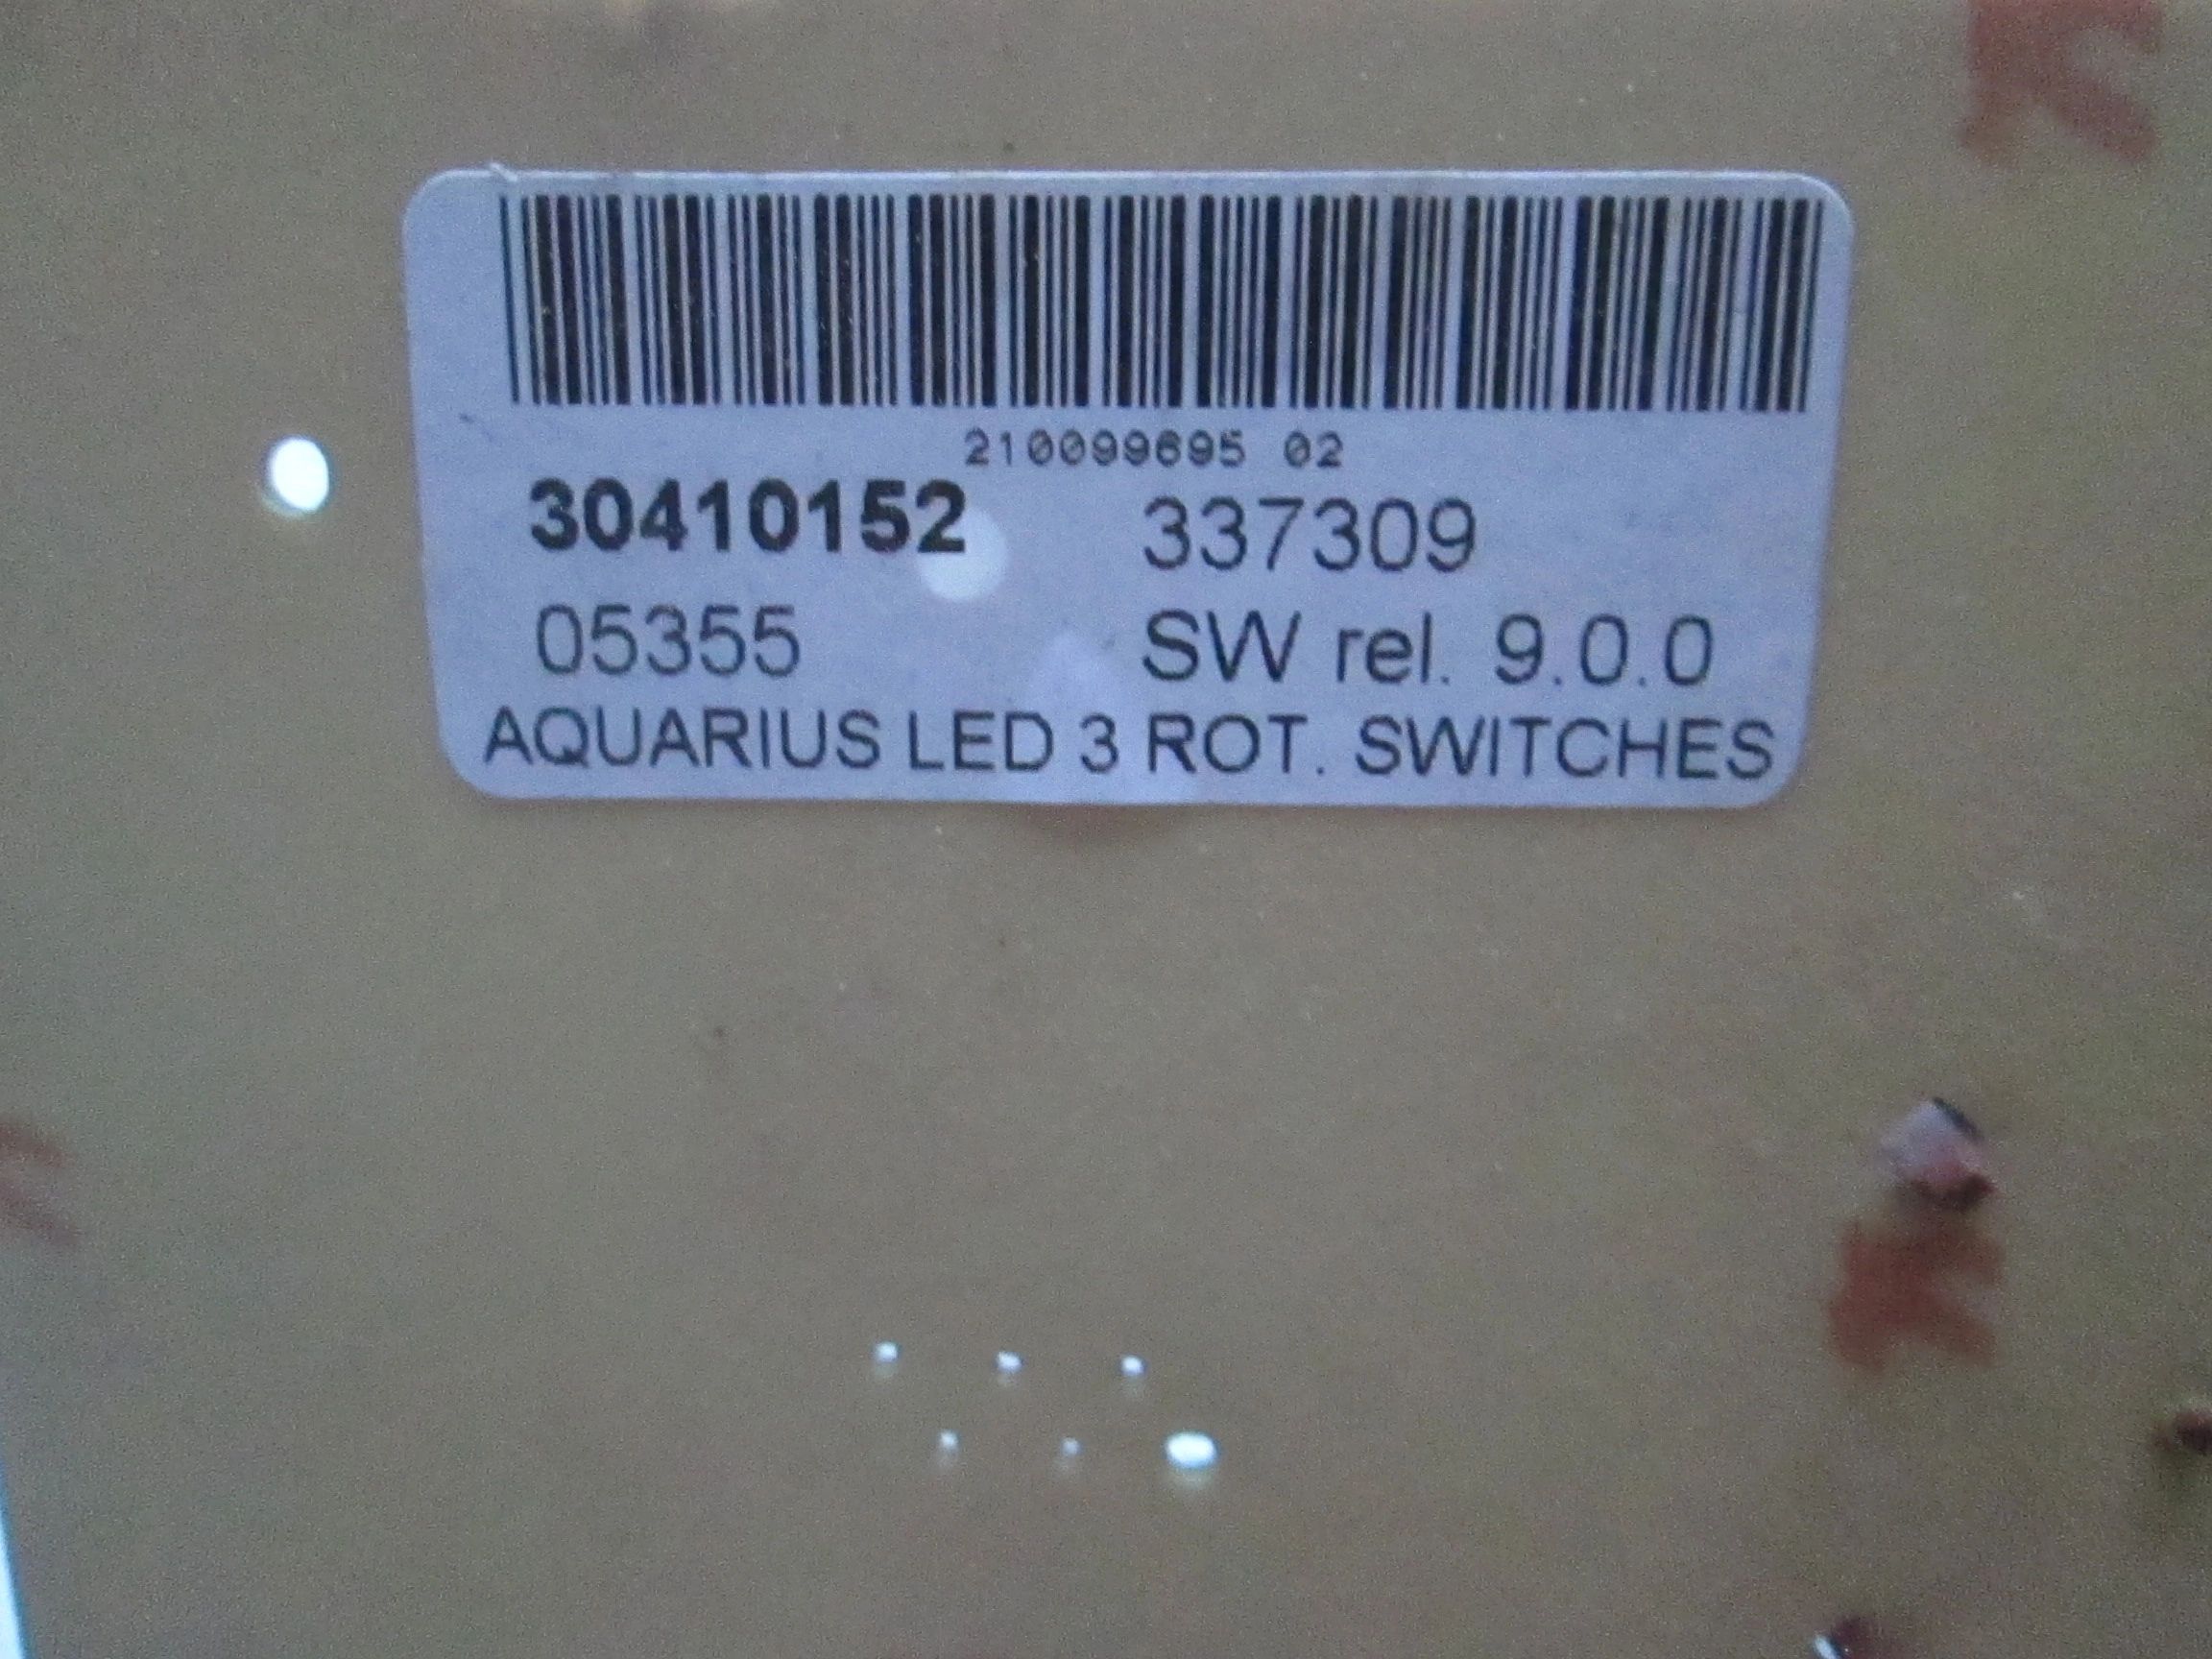 210099695 02
30410152 337309
05355 SW rel. 9.0.0
AQUARIUS LED 3 ROT. SWITCHES